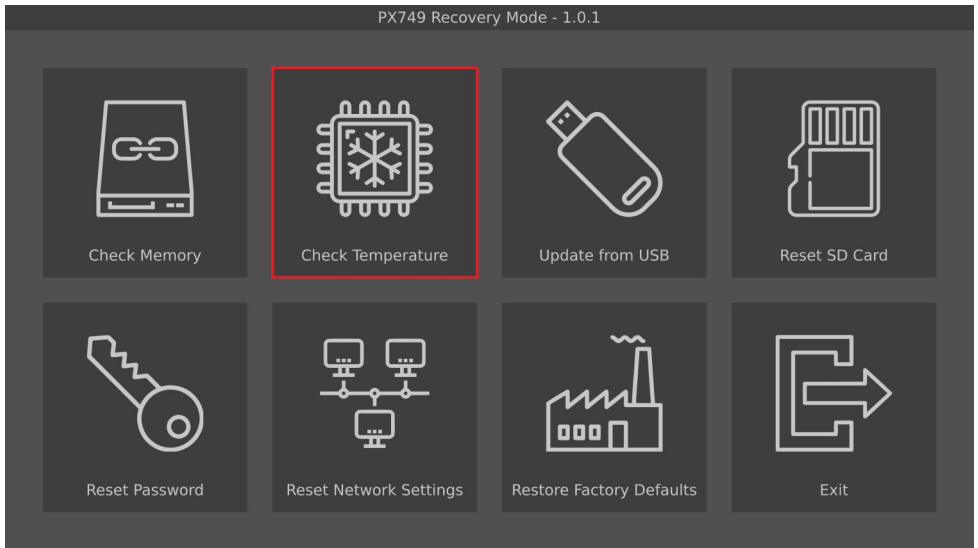 PX749 Recovery Mode - 1.0.1
Check Memory
Check Temperature
Update from USB
Reset SD Card
Reset Password
Reset Network Settings
Restore Factory Defaults
Exit